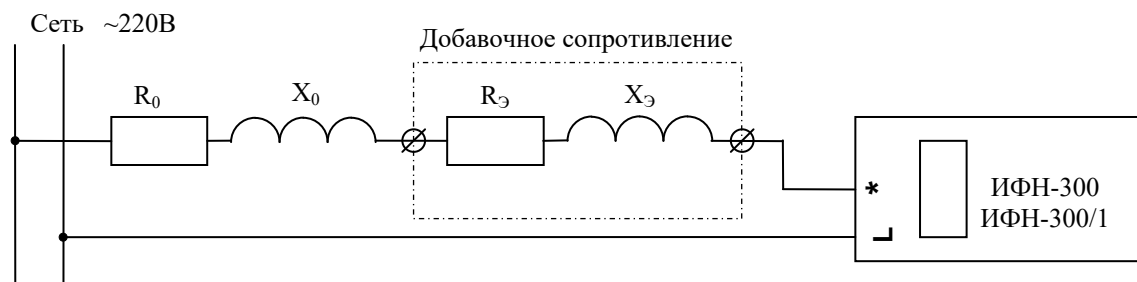 Сеть ~220В
Добавочное сопротивление
R₀
X₀
RЭ
XЭ
*
L
ИФН-300
ИФН-300/1